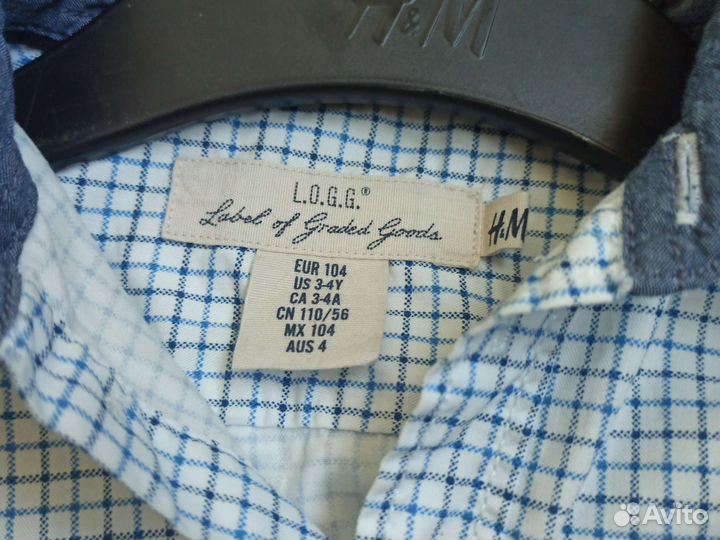 H&M
L.O.G.G.®
Label of Graded Goods
H&M
EUR 104
US 3-4Y
CA 3-4A
CN 110/56
MX 104
AUS 4
Avito